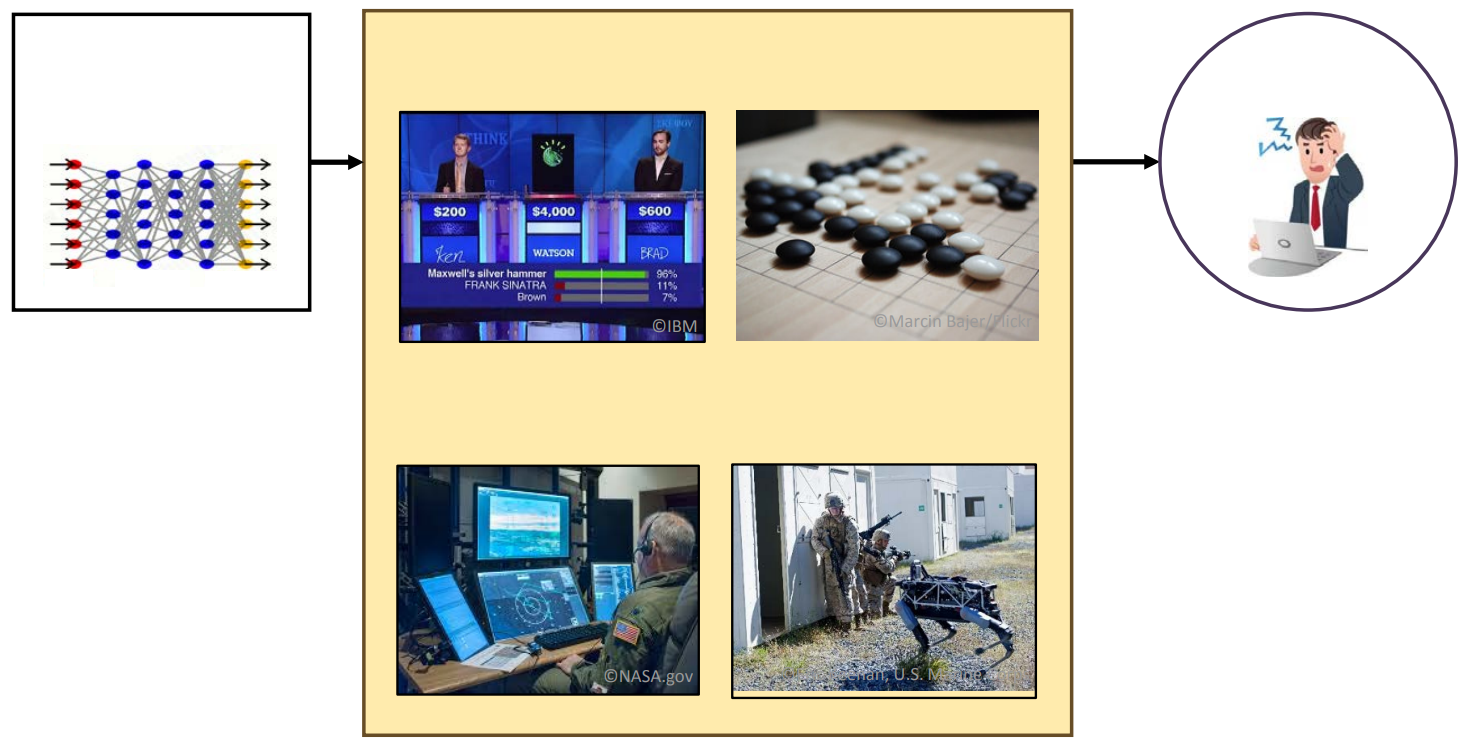 THINK
JEOPARDY
$200
$4,000
$600
Ken
WATSON
BRAD
Maxwell's silver hammer 96%
FRANK SINATRA 11%
Brown 7%
©IBM
©Marcin Bajer/Flickr
©NASA.gov
U.S.